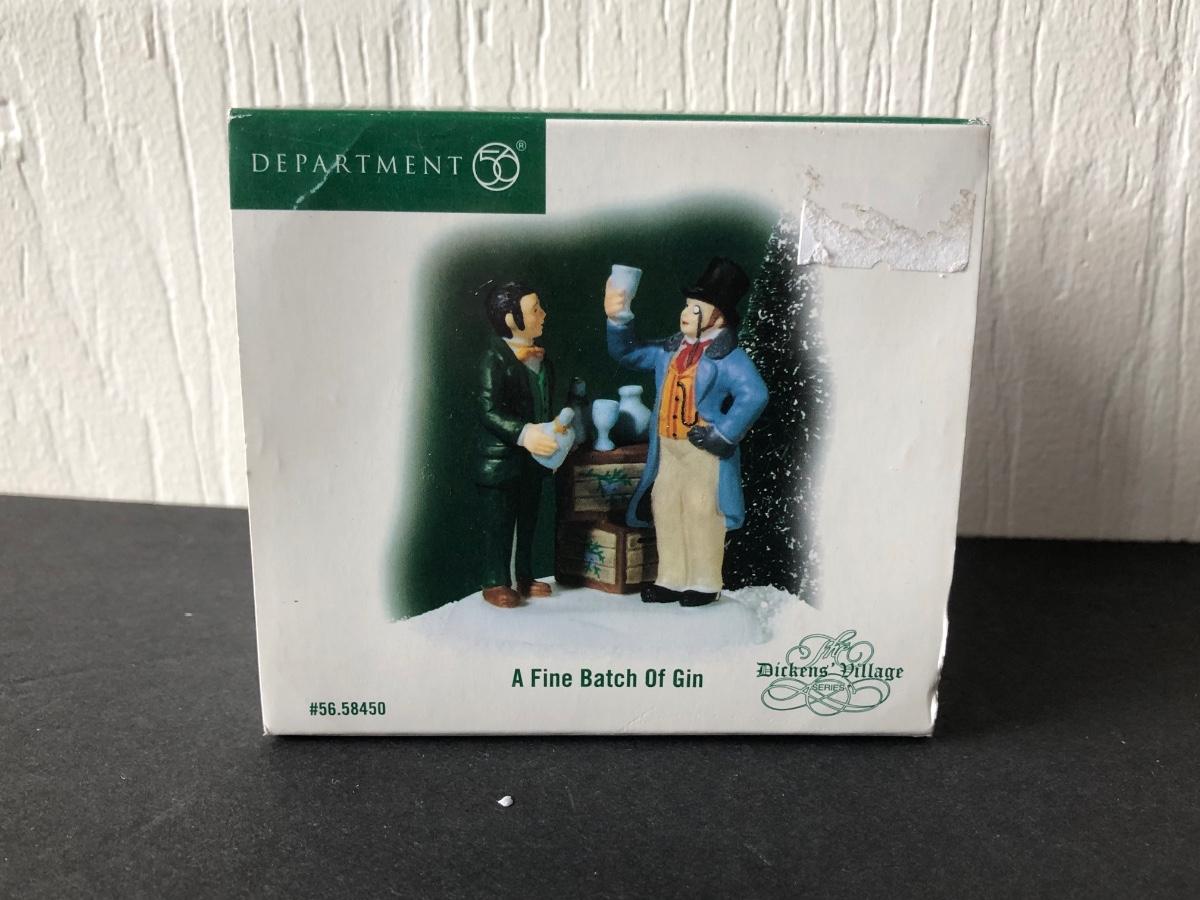 DEPARTMENT 56®
A Fine Batch Of Gin
The
Dickens' Village
SERIES
#56.58450